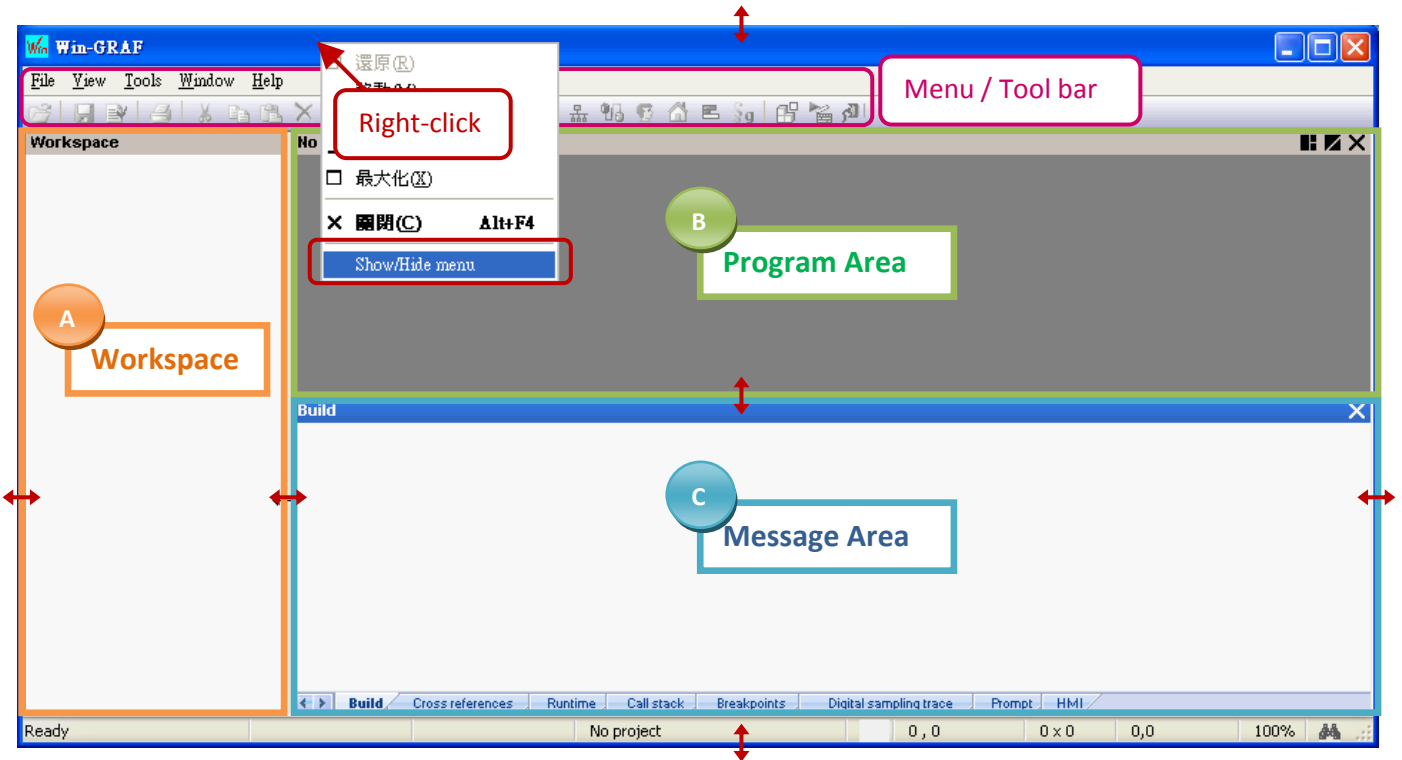 Win-GRAF
還原(R)
File View Tools Window Help
Menu / Tool bar
Right-click
Workspace
No
最大化(X)
關閉(C) Alt+F4
Show/Hide menu
B
Program Area
A
Workspace
Build
C
Message Area
Build Cross references Runtime Call stack Breakpoints Digital sampling trace Prompt HMI
Ready No project 0 , 0 0 x 0 0,0 100%